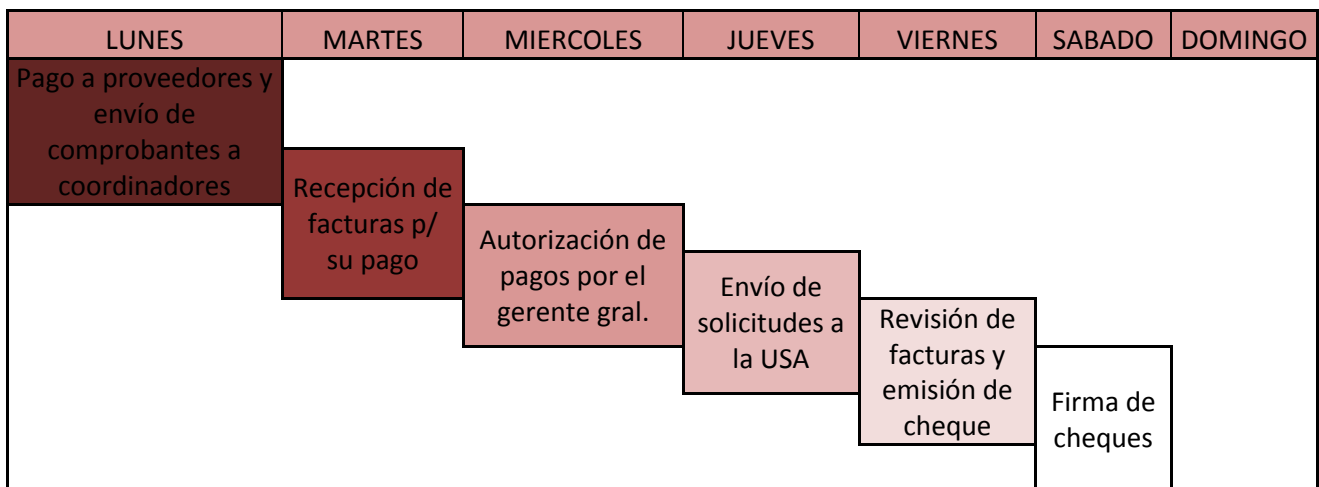 LUNES MARTES MIERCOLES JUEVES VIERNES SABADO DOMINGO
Pago a proveedores y
envío de
comprobantes a
coordinadores
Recepción de
facturas p/
su pago
Autorización de
pagos por el
gerente gral.
Envío de
solicitudes a
la USA
Revisión de
facturas y
emisión de
cheque
Firma de
cheques